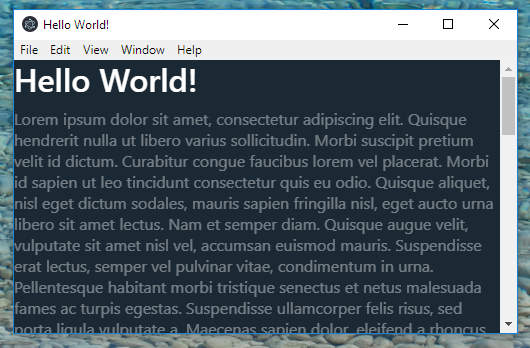 Hello World!
File Edit View Window Help
Hello World!
Lorem ipsum dolor sit amet, consectetur adipiscing elit. Quisque
hendrerit nulla ut libero varius sollicitudin. Morbi suscipit pretium
velit id dictum. Curabitur congue faucibus lorem vel placerat. Morbi
id sapien ut leo tincidunt consectetur quis eu odio. Quisque aliquet,
nisl eget dictum sodales, mauris sapien fringilla nisl, eget aucto urna
libero sit amet lectus. Nam et semper diam. Quisque augue velit,
vulputate sit amet nisl vel, accumsan euismod mauris. Suspendisse
erat lectus, semper vel pulvinar vitae, condimentum in urna.
Pellentesque habitant morbi tristique senectus et netus malesuada
fames ac turpis egestas. Suspendisse ullamcorper felis risus, sed
porta ligula vulputate a. Maecenas sapien dolor, eleifend a rhoncus